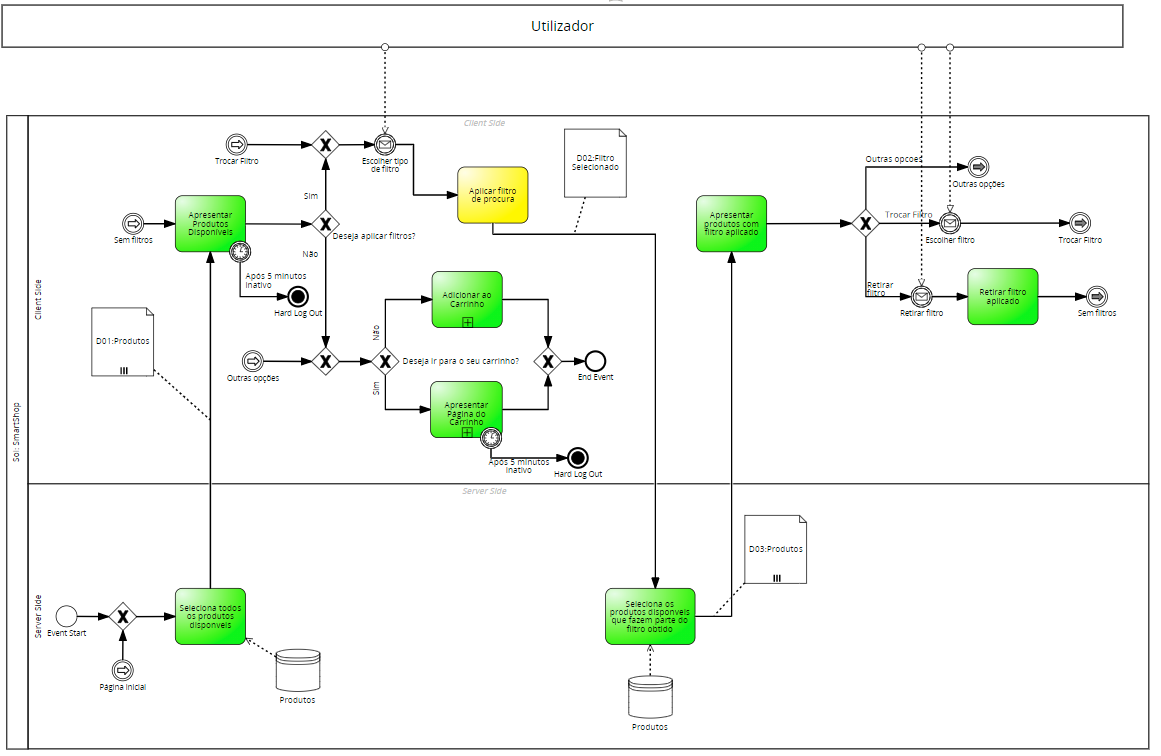 Utilizador
Client Side
Trocar Filtro
Escolher tipo
de filtro
D02:Filtro
Selecionado
Sim
Aplicar filtro
de procura
Sem filtros
Apresentar
Produtos
Disponíveis
Deseja aplicar filtros?
Não
Após 5 minutos
inativo
Hard Log Out
Apresentar
produtos com
filtro aplicado
Outras opcoes
Outras opções
Trocar Filtro
Escolher filtro
Trocar Filtro
Retirar
filtro
Retirar filtro
Retirar filtro
aplicado
Sem filtros
Client Side
D01:Produtos
Adicionar ao
Carrinho
Não
Outras opções
Deseja ir para o seu carrinho?
End Event
Sim
Apresentar
Página do
Carrinho
Após 5 minutos
inativo
Hard Log Out
Sol: SmartShop
Server Side
D03:Produtos
Server Side
Event Start
Seleciona todos
os produtos
disponveis
Página Inicial
Produtos
Seleciona os
produtos disponveis
que fazem parte do
filtro obtido
Produtos